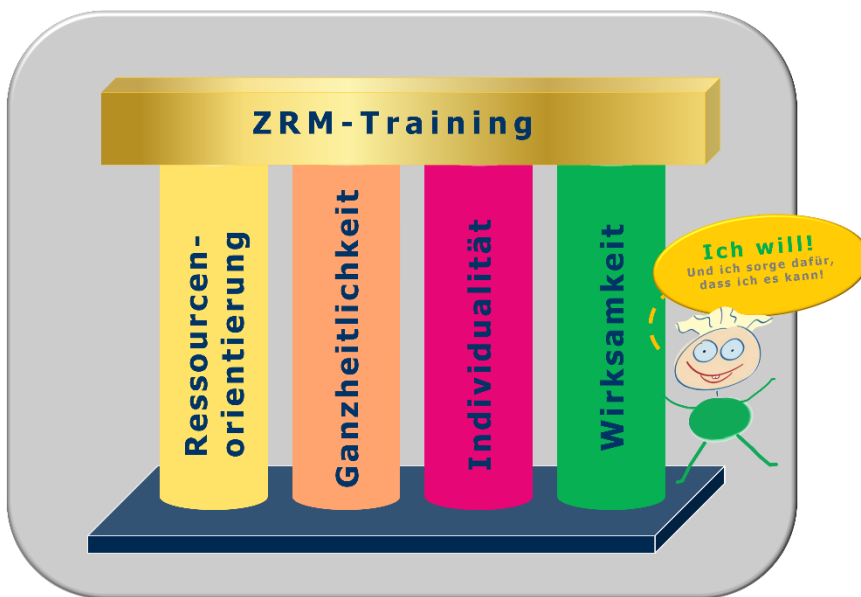 ZRM-Training
Ressourcen-
orientierung
Ganzheitlichkeit
Individualität
Wirksamkeit
Ich will!
Und ich sorge dafür,
dass ich es kann!